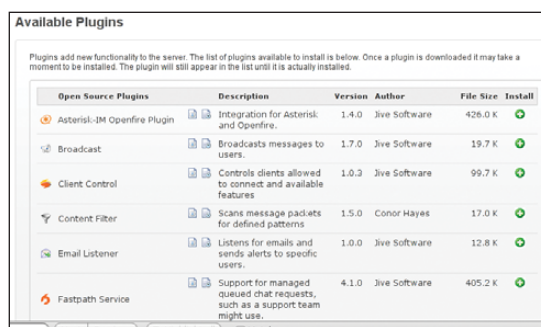 Available Plugins
Plugins add new functionality to the server. The list of plugins available to install is below. Once a plugin is downloaded it may take a
moment to be installed. The plugin will still appear in the list until it is actually installed.
Open Source Plugins Description Version Author File Size Install
Asterisk-IM Openfire Plugin Integration for Asterisk 1.4.0 Jive Software 426.0 K
and Openfire.
Broadcast Broadcasts messages to 1.7.0 Jive Software 19.7 K
users.
Client Control Controls clients allowed 1.0.3 Jive Software 99.7 K
to connect and available
features
Content Filter Scans message packets 1.5.0 Conor Hayes 17.0 K
for defined patterns
Email Listener Listens for emails and 1.0.0 Jive Software 12.8 K
sends alerts to specific
users.
Fastpath Service Support for managed 4.1.0 Jive Software 405.2 K
queued chat requests,
such as a support team
might use.